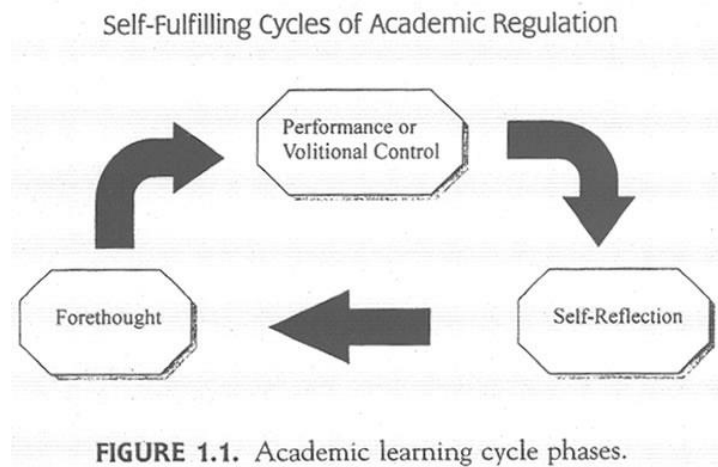 Self-Fulfilling Cycles of Academic Regulation
Performance or
Volitional Control
Forethought
Self-Reflection
FIGURE 1.1. Academic learning cycle phases.